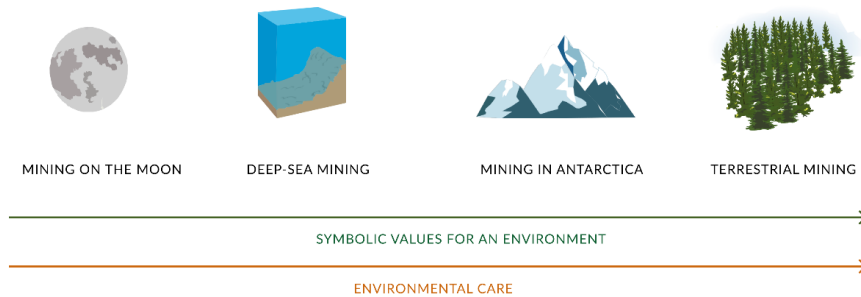 MINING ON THE MOON
DEEP-SEA MINING
MINING IN ANTARCTICA
TERRESTRIAL MINING
SYMBOLIC VALUES FOR AN ENVIRONMENT
ENVIRONMENTAL CARE